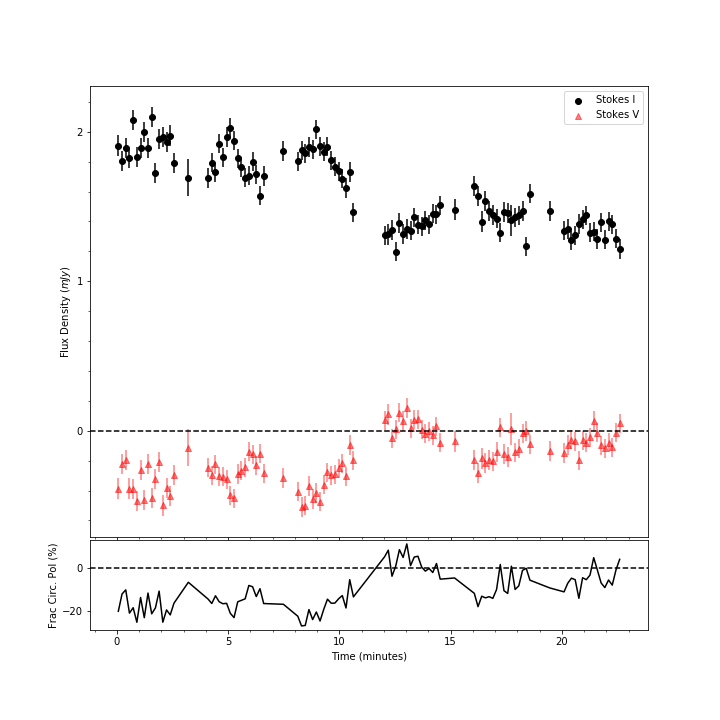 Stokes I
Stokes V
2
1
0
Flux Density (mJy)
0
−20
Frac Circ. Pol (%)
0 5 10 15 20
Time (minutes)